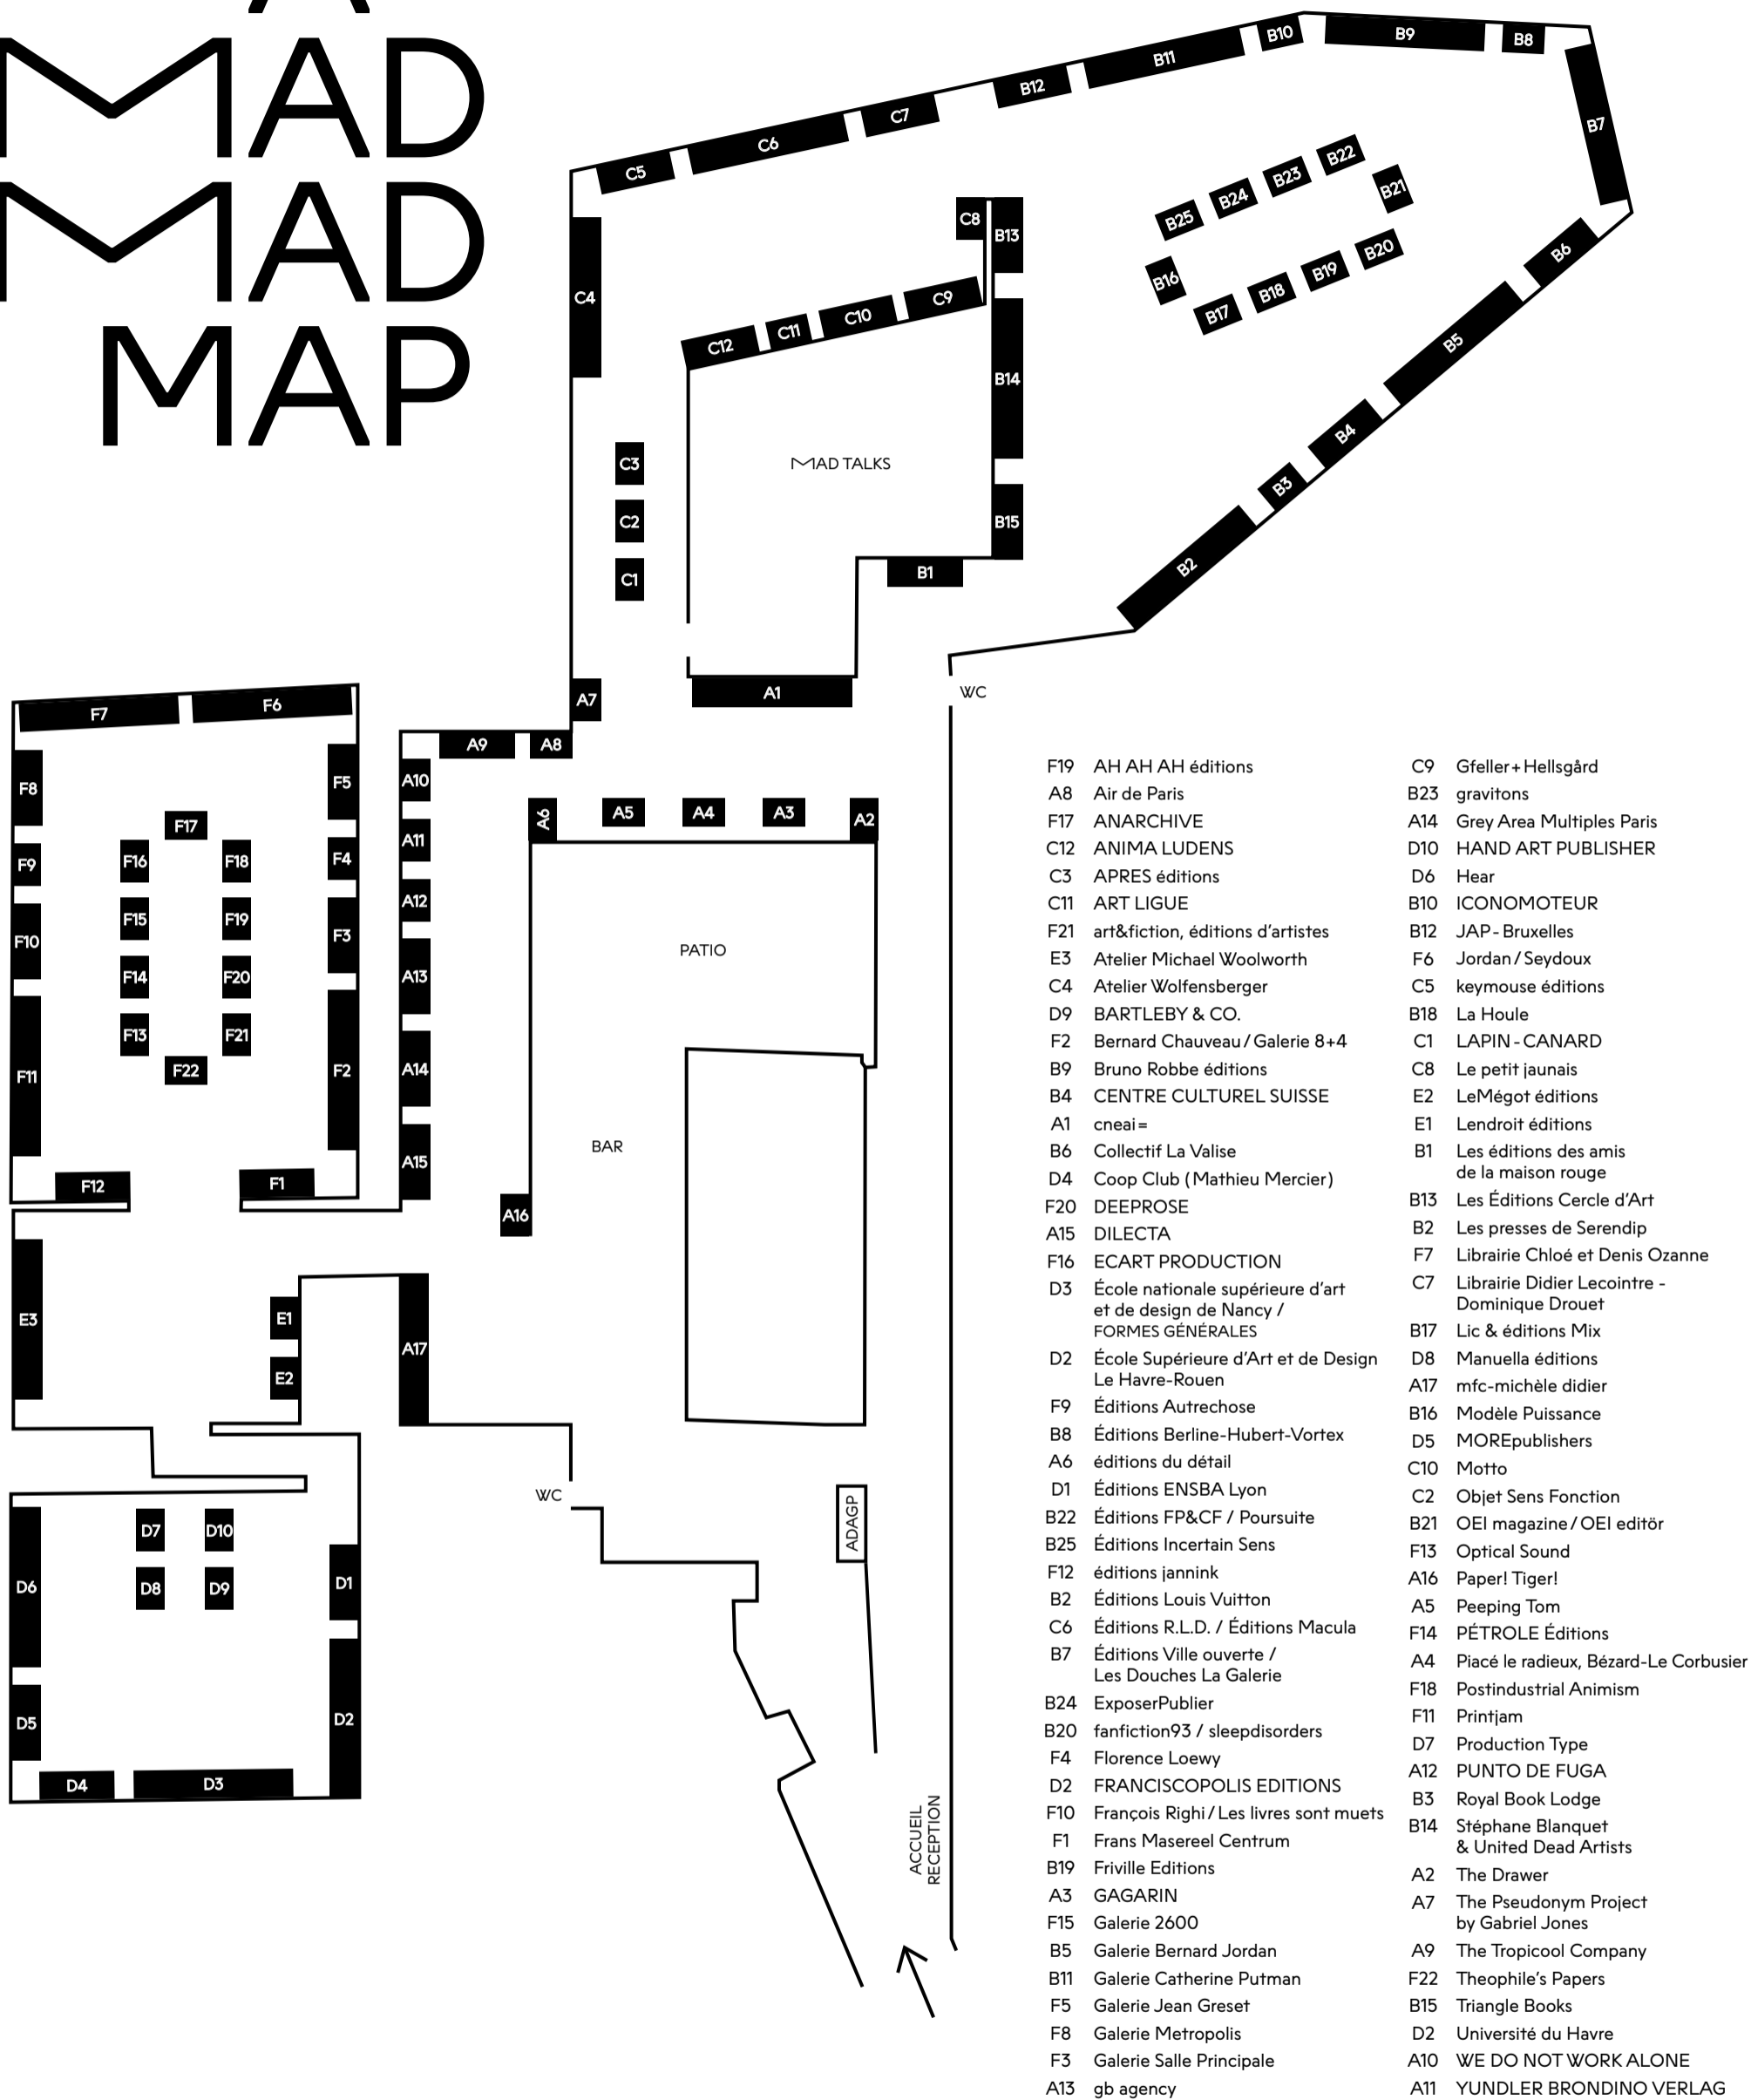 MAD
MAD
MAP
B10
B9
B8
B11
B12
B7
C7
C6
C5
B22
B23
B21
B24
B25
C8
B13
B20
B6
B19
B16
B18
B17
C4
C9
C10
C11
C12
B5
B14
B4
MAD TALKS
C3
B3
C2
B15
B2
C1
B1
A7
A1
WC
F7
F6
A9
A8
F8
F5
A10
A6
A5
A4
A3
A2
F17
A11
F9
F16
F18
F4
A12
F10
F15
F19
F3
PATIO
F14
F20
A13
F13
F21
F11
F22
F2
A14
BAR
A15
F12
F1
A16
E3
E1
A17
E2
WC
ADAGP
D7
D10
D6
D8
D9
D1
D5
D2
D4
D3
ACCUEIL
RECEPTION
F19 AH AH AH éditions
A8 Air de Paris
F17 ANARCHIVE
C12 ANIMA LUDENS
C3 APRES éditions
C11 ART LIGUE
F21 art&fiction, éditions d’artistes
E3 Atelier Michael Woolworth
C4 Atelier Wolfensberger
D9 BARTLEBY & CO.
F2 Bernard Chauveau / Galerie 8+4
B9 Bruno Robbe éditions
B4 CENTRE CULTUREL SUISSE
A1 cneai=
B6 Collectif La Valise
D4 Coop Club (Mathieu Mercier)
F20 DEEPROSE
A15 DILECTA
F16 ECART PRODUCTION
D3 École nationale supérieure d’art
et de design de Nancy /
FORMES GÉNÉRALES
D2 École Supérieure d’Art et de Design
Le Havre-Rouen
F9 Éditions Autrechose
B8 Éditions Berline-Hubert-Vortex
A6 éditions du détail
D1 Éditions ENSBA Lyon
B22 Éditions FP&CF / Poursuite
B25 Éditions Incertain Sens
F12 éditions jannink
B2 Éditions Louis Vuitton
C6 Éditions R.L.D. / Éditions Macula
B7 Éditions Ville ouverte /
Les Douches La Galerie
B24 ExposerPublier
B20 fanfiction93 / sleepdisorders
F4 Florence Loewy
D2 FRANCISCOPOLIS EDITIONS
F10 François Righi / Les livres sont muets
F1 Frans Masereel Centrum
B19 Friville Editions
A3 GAGARIN
F15 Galerie 2600
B5 Galerie Bernard Jordan
B11 Galerie Catherine Putman
F5 Galerie Jean Greset
F8 Galerie Metropolis
F3 Galerie Salle Principale
A13 gb agency
C9 Gfeller + Hellsgård
B23 gravitons
A14 Grey Area Multiples Paris
D10 HAND ART PUBLISHER
D6 Hear
B10 ICONOMOTEUR
B12 JAP - Bruxelles
F6 Jordan / Seydoux
C5 keymouse éditions
B18 La Houle
C1 LAPIN - CANARD
C8 Le petit jaunais
E2 LeMégot éditions
E1 Lendroit éditions
B1 Les éditions des amis
de la maison rouge
B13 Les Éditions Cercle d’Art
B2 Les presses de Serendip
F7 Librairie Chloé et Denis Ozanne
C7 Librairie Didier Lecointre -
Dominique Drouet
B17 Lic & éditions Mix
D8 Manuella éditions
A17 mfc-michèle didier
B16 Modèle Puissance
D5 MOREpublishers
C10 Motto
C2 Objet Sens Fonction
B21 OEI magazine / OEI editör
F13 Optical Sound
A16 Paper! Tiger!
A5 Peeping Tom
F14 PÉTROLE Éditions
A4 Piacé le radieux, Bézard-Le Corbusier
F18 Postindustrial Animism
F11 Printjam
D7 Production Type
A12 PUNTO DE FUGA
B3 Royal Book Lodge
B14 Stéphane Blanquet
& United Dead Artists
A2 The Drawer
A7 The Pseudonym Project
by Gabriel Jones
A9 The Tropicool Company
F22 Theophile’s Papers
B15 Triangle Books
D2 Université du Havre
A10 WE DO NOT WORK ALONE
A11 YUNDLER BRONDINO VERLAG